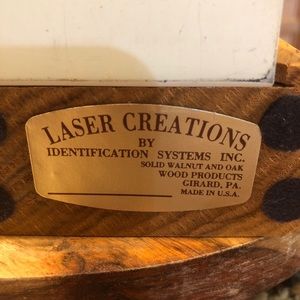 LASER CREATIONS
BY
IDENTIFICATION SYSTEMS INC.
SOLID WALNUT AND OAK
WOOD PRODUCTS
GIRARD, PA.
MADE IN U.S.A.